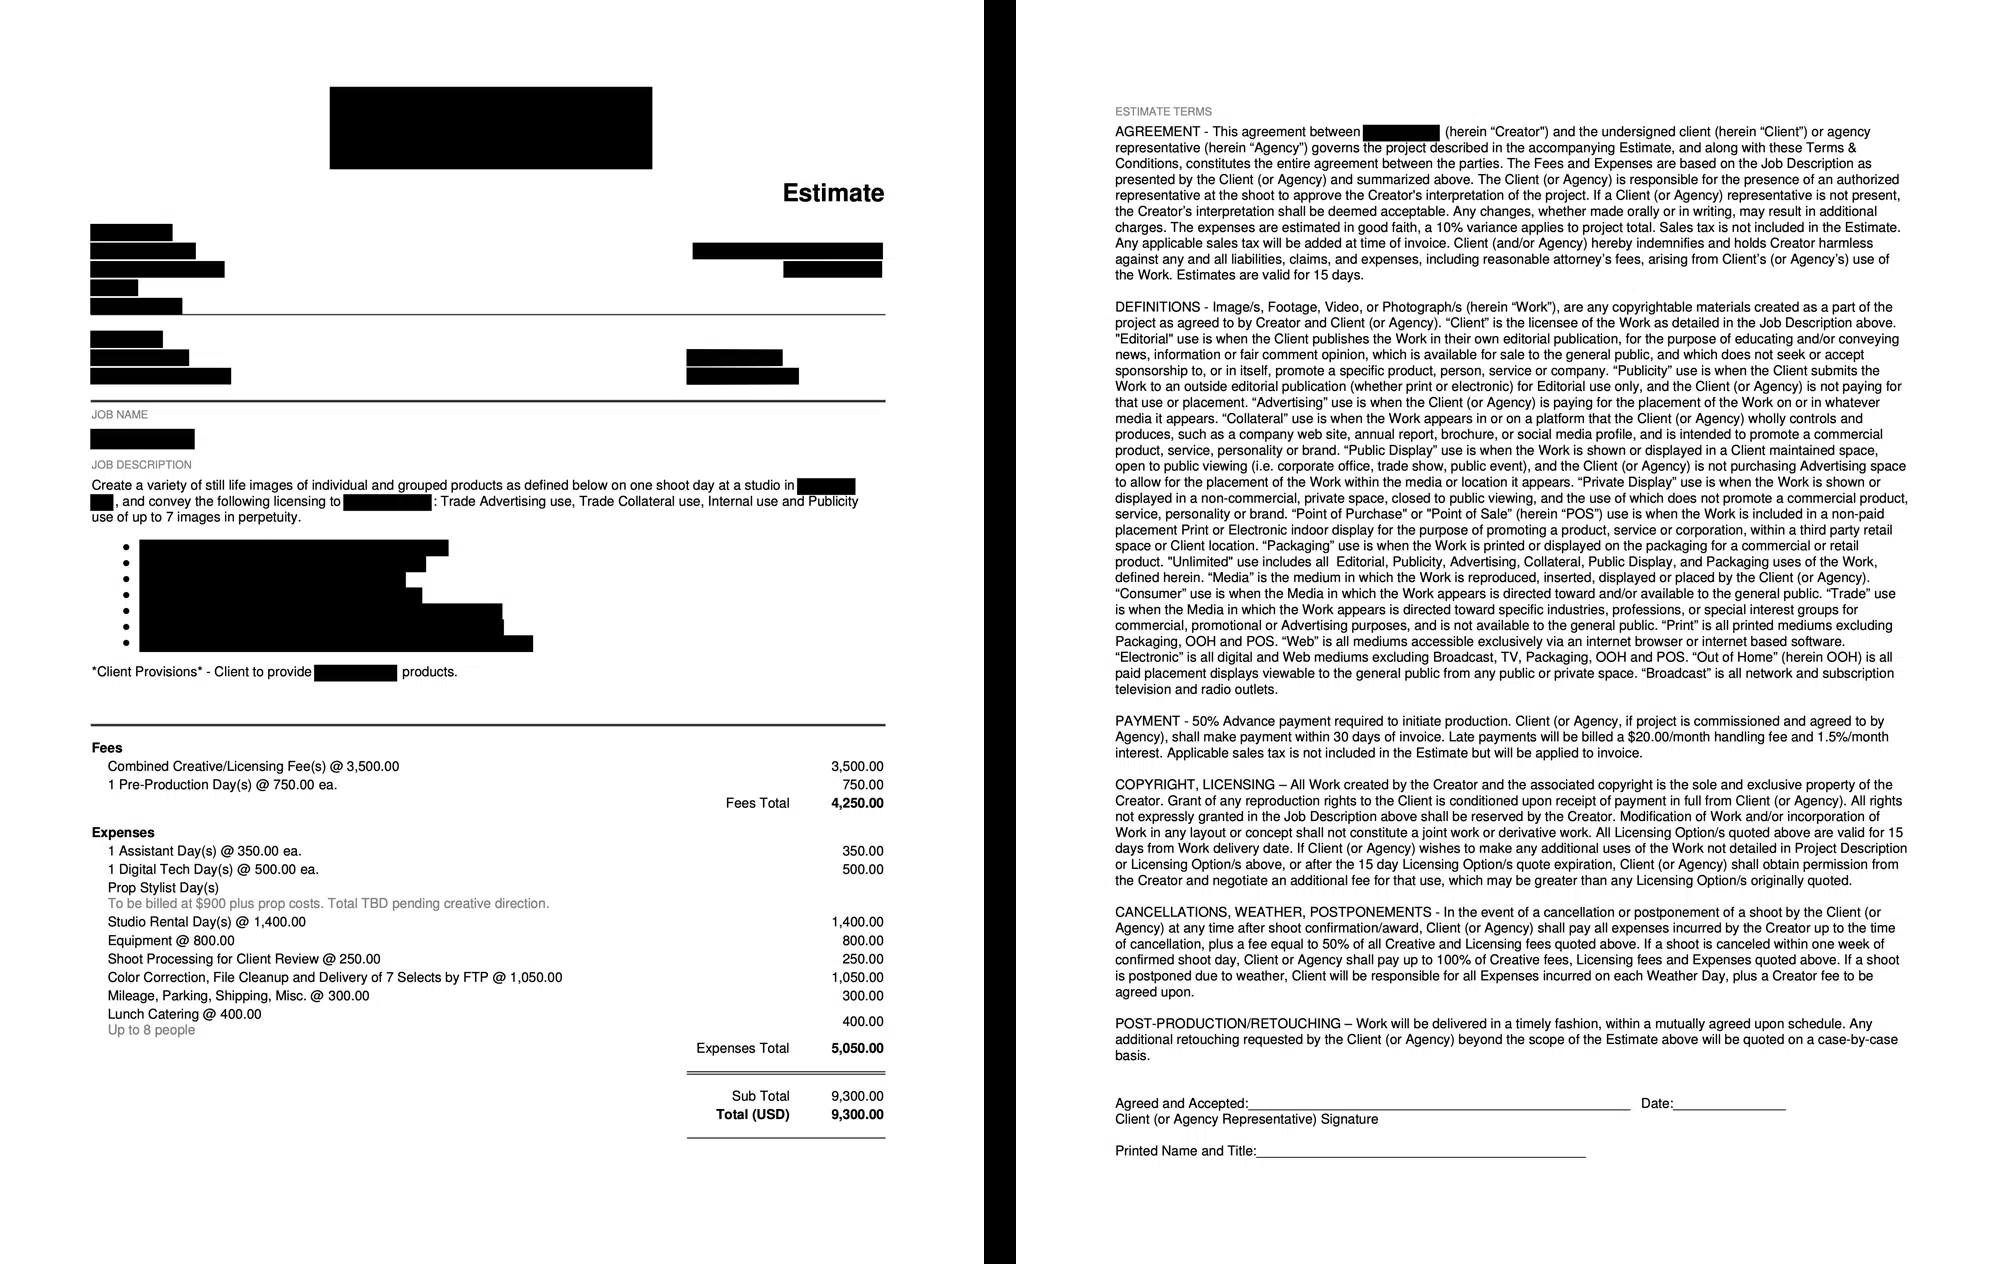 Estimate
JOB NAME
JOB DESCRIPTION
Create a variety of still life images of individual and grouped products as defined below on one shoot day at a studio in
, and convey the following licensing to : Trade Advertising use, Trade Collateral use, Internal use and Publicity
use of up to 7 images in perpetuity.
*Client Provisions* - Client to provide products.
Fees
Combined Creative/Licensing Fee(s) @ 3,500.00 3,500.00
1 Pre-Production Day(s) @ 750.00 ea. 750.00
Fees Total 4,250.00
Expenses
1 Assistant Day(s) @ 350.00 ea. 350.00
1 Digital Tech Day(s) @ 500.00 ea. 500.00
Prop Stylist Day(s)
To be billed at $900 plus prop costs. Total TBD pending creative direction.
Studio Rental Day(s) @ 1,400.00 1,400.00
Equipment @ 800.00 800.00
Shoot Processing for Client Review @ 250.00 250.00
Color Correction, File Cleanup and Delivery of 7 Selects by FTP @ 1,050.00 1,050.00
Mileage, Parking, Shipping, Misc. @ 300.00 300.00
Lunch Catering @ 400.00 400.00
Up to 8 people
Expenses Total 5,050.00
Sub Total 9,300.00
Total (USD) 9,300.00
ESTIMATE TERMS
AGREEMENT - This agreement between (herein “Creator") and the undersigned client (herein “Client”) or agency
representative (herein “Agency”) governs the project described in the accompanying Estimate, and along with these Terms &
Conditions, constitutes the entire agreement between the parties. The Fees and Expenses are based on the Job Description as
presented by the Client (or Agency) and summarized above. The Client (or Agency) is responsible for the presence of an authorized
representative at the shoot to approve the Creator's interpretation of the project. If a Client (or Agency) representative is not present,
the Creator’s interpretation shall be deemed acceptable. Any changes, whether made orally or in writing, may result in additional
charges. The expenses are estimated in good faith, a 10% variance applies to project total. Sales tax is not included in the Estimate.
Any applicable sales tax will be added at time of invoice. Client (and/or Agency) hereby indemnifies and holds Creator harmless
against any and all liabilities, claims, and expenses, including reasonable attorney’s fees, arising from Client’s (or Agency’s) use of
the Work. Estimates are valid for 15 days.
DEFINITIONS - Image/s, Footage, Video, or Photograph/s (herein “Work”), are any copyrightable materials created as a part of the
project as agreed to by Creator and Client (or Agency). “Client” is the licensee of the Work as detailed in the Job Description above.
"Editorial" use is when the Client publishes the Work in their own editorial publication, for the purpose of educating and/or conveying
news, information or fair comment opinion, which is available for sale to the general public, and which does not seek or accept
sponsorship to, or in itself, promote a specific product, person, service or company. “Publicity” use is when the Client submits the
Work to an outside editorial publication (whether print or electronic) for Editorial use only, and the Client (or Agency) is not paying for
that use or placement. “Advertising” use is when the Client (or Agency) is paying for the placement of the Work on or in whatever
media it appears. “Collateral” use is when the Work appears in or on a platform that the Client (or Agency) wholly controls and
produces, such as a company web site, annual report, brochure, or social media profile, and is intended to promote a commercial
product, service, personality or brand. “Public Display” use is when the Work is shown or displayed in a Client maintained space,
open to public viewing (i.e. corporate office, trade show, public event), and the Client (or Agency) is not purchasing Advertising space
to allow for the placement of the Work within the media or location it appears. “Private Display” use is when the Work is shown or
displayed in a non-commercial, private space, closed to public viewing, and the use of which does not promote a commercial product,
service, personality or brand. “Point of Purchase" or "Point of Sale” (herein “POS”) use is when the Work is included in a non-paid
placement Print or Electronic indoor display for the purpose of promoting a product, service or corporation, within a third party retail
space or Client location. “Packaging” use is when the Work is printed or displayed on the packaging for a commercial or retail
product. "Unlimited" use includes all Editorial, Publicity, Advertising, Collateral, Public Display, and Packaging uses of the Work,
defined herein. “Media” is the medium in which the Work is reproduced, inserted, displayed or placed by the Client (or Agency).
“Consumer” use is when the Media in which the Work appears is directed toward and/or available to the general public. “Trade” use
is when the Media in which the Work appears is directed toward specific industries, professions, or special interest groups for
commercial, promotional or Advertising purposes, and is not available to the general public. “Print” is all printed mediums excluding
Packaging, OOH and POS. “Web” is all mediums accessible exclusively via an internet browser or internet based software.
“Electronic” is all digital and Web mediums excluding Broadcast, TV, Packaging, OOH and POS. “Out of Home” (herein OOH) is all
paid placement displays viewable to the general public from any public or private space. “Broadcast” is all network and subscription
television and radio outlets.
PAYMENT - 50% Advance payment required to initiate production. Client (or Agency, if project is commissioned and agreed to by
Agency), shall make payment within 30 days of invoice. Late payments will be billed a $20.00/month handling fee and 1.5%/month
interest. Applicable sales tax is not included in the Estimate but will be applied to invoice.
COPYRIGHT, LICENSING – All Work created by the Creator and the associated copyright is the sole and exclusive property of the
Creator. Grant of any reproduction rights to the Client is conditioned upon receipt of payment in full from Client (or Agency). All rights
not expressly granted in the Job Description above shall be reserved by the Creator. Modification of Work and/or incorporation of
Work in any layout or concept shall not constitute a joint work or derivative work. All Licensing Option/s quoted above are valid for 15
days from Work delivery date. If Client (or Agency) wishes to make any additional uses of the Work not detailed in Project Description
or Licensing Option/s above, or after the 15 day Licensing Option/s quote expiration, Client (or Agency) shall obtain permission from
the Creator and negotiate an additional fee for that use, which may be greater than any Licensing Option/s originally quoted.
CANCELLATIONS, WEATHER, POSTPONEMENTS - In the event of a cancellation or postponement of a shoot by the Client (or
Agency) at any time after shoot confirmation/award, Client (or Agency) shall pay all expenses incurred by the Creator up to the time
of cancellation, plus a fee equal to 50% of all Creative and Licensing fees quoted above. If a shoot is canceled within one week of
confirmed shoot day, Client or Agency shall pay up to 100% of Creative fees, Licensing fees and Expenses quoted above. If a shoot
is postponed due to weather, Client will be responsible for all Expenses incurred on each Weather Day, plus a Creator fee to be
agreed upon.
POST-PRODUCTION/RETOUCHING – Work will be delivered in a timely fashion, within a mutually agreed upon schedule. Any
additional retouching requested by the Client (or Agency) beyond the scope of the Estimate above will be quoted on a case-by-case
basis.
Agreed and Accepted: Date:
Client (or Agency Representative) Signature
Printed Name and Title: